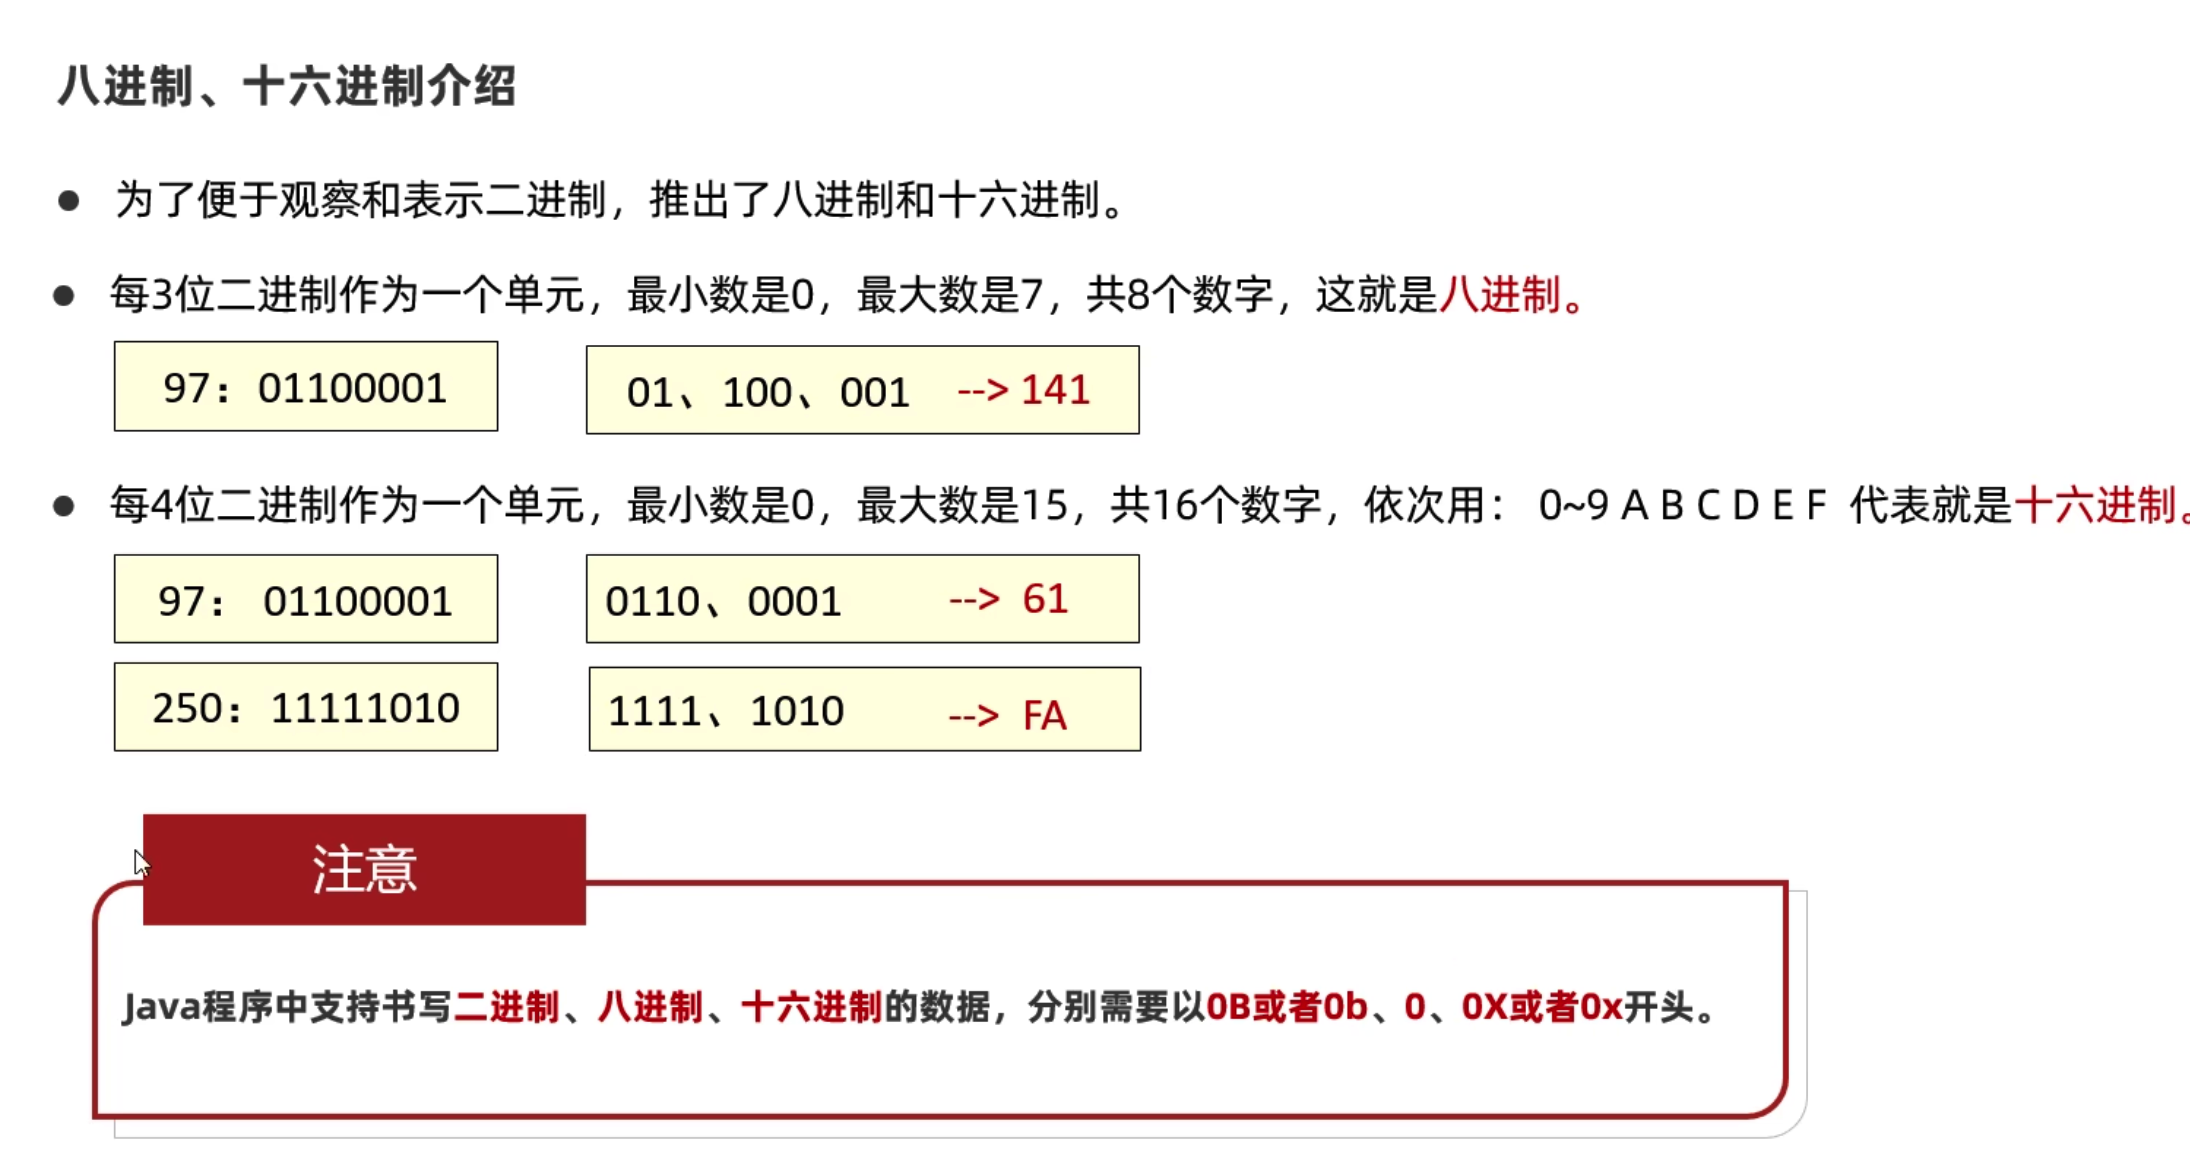 八进制、十六进制介绍
为了便于观察和表示二进制，推出了八进制和十六进制。
每3位二进制作为一个单元，最小数是0，最大数是7，共8个数字，这就是八进制。
97：01100001
01、100、001 --> 141
每4位二进制作为一个单元，最小数是0，最大数是15，共16个数字，依次用： 0~9 A B C D E F 代表就是十六进制。
97： 01100001
0110、0001 --> 61
250：11111010
1111、1010 --> FA
注意
Java程序中支持书写二进制、八进制、十六进制的数据，分别需要以0B或者0b、0、0X或者0x开头。